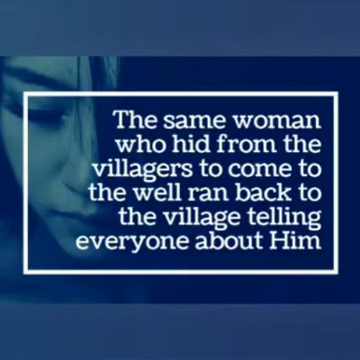 The same woman
who hid from the
villagers to come to
the well ran back to
the village telling
everyone about Him